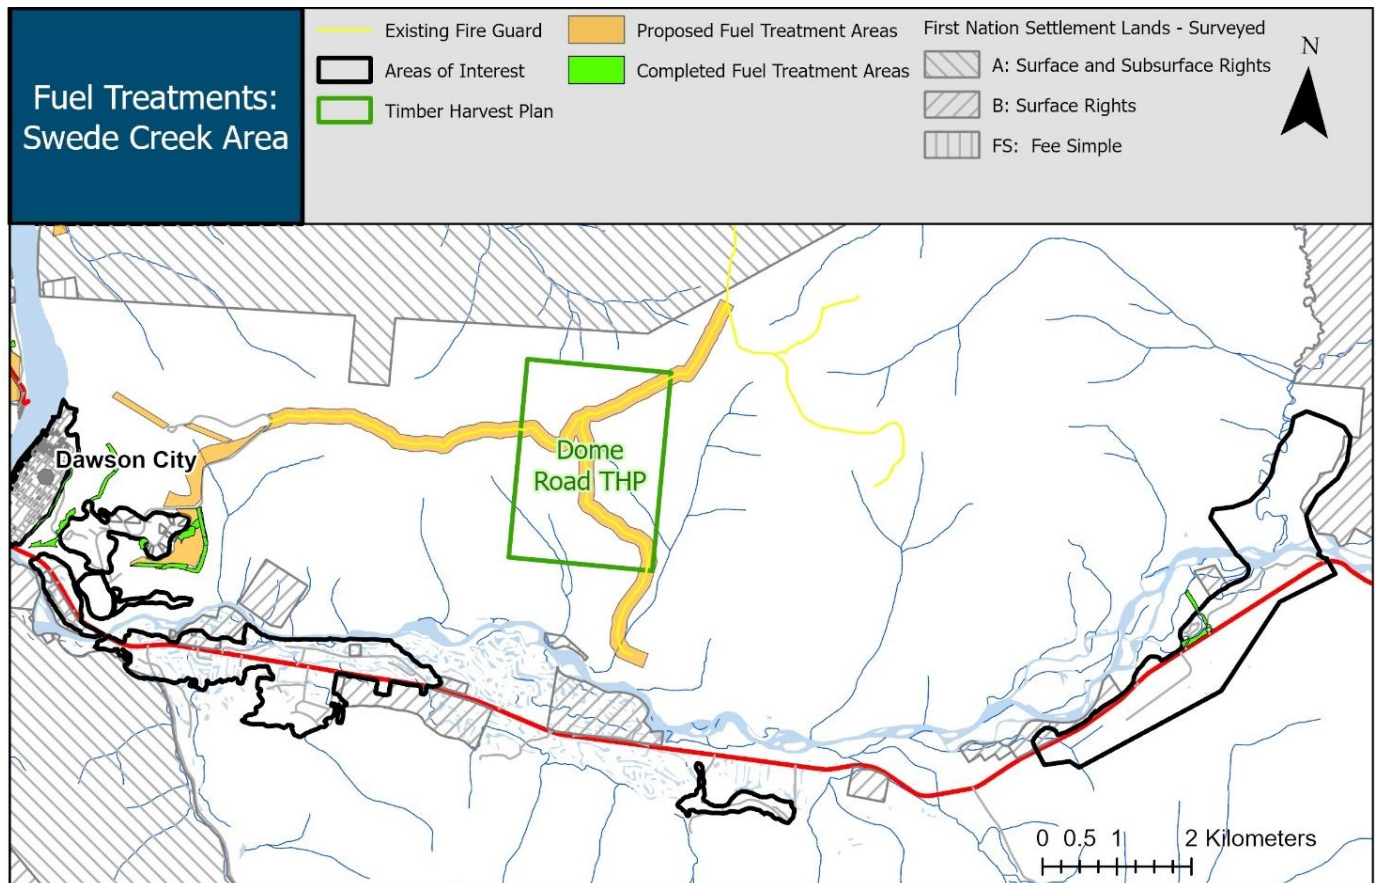 Fuel Treatments:
Swede Creek Area
Existing Fire Guard
Areas of Interest
Timber Harvest Plan
Proposed Fuel Treatment Areas
Completed Fuel Treatment Areas
First Nation Settlement Lands - Surveyed
A: Surface and Subsurface Rights
B: Surface Rights
FS: Fee Simple
N
Dawson City
Dome
Road THP
0 0.5 1 2 Kilometers